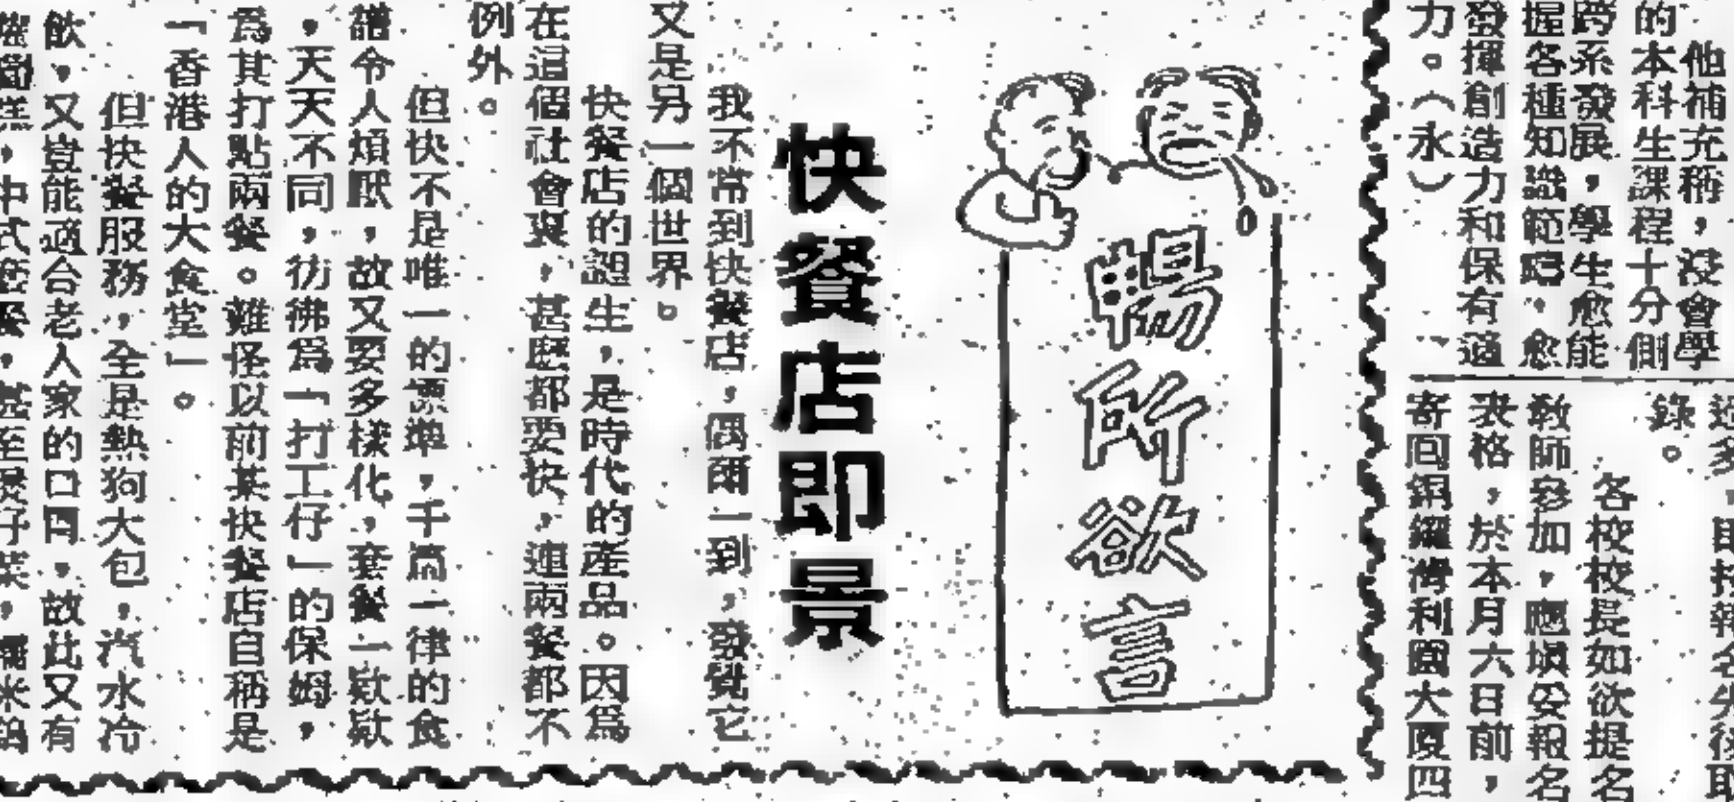 他補充稱，沒會學
的本科生課程十分側
跨系發展，學生愈能
握各種知識範疇，愈
發揮創造力和保有適
力。（永）
錄。
各校校長如欲提名
教師參加，應填妥報名
表格，於本月六日前，
寄回銅鑼灣利園大廈四
暢所欲言
快餐店即景
我不常到快餐店，偶爾一到，發覺它
又是另一個世界。
快餐店的誕生，是時代的產品。因爲
在這個社會裏，甚麽都要快，連兩餐都不
例外。
但快不是唯一的標準，千篇一律的食
譜令人煩厭，故又要多樣化，套餐一欵欵
，天天不同，彷彿爲「打工仔」的保姆，
爲其打點兩餐。難怪以前某快餐店自稱是
「香港人的大食堂」。
但快餐服務，全是熱狗大包，汽水冷
飲，又豈能適合老人家的口胃，故此又有
中式套餐，甚至煲仔菜，糯米鷄